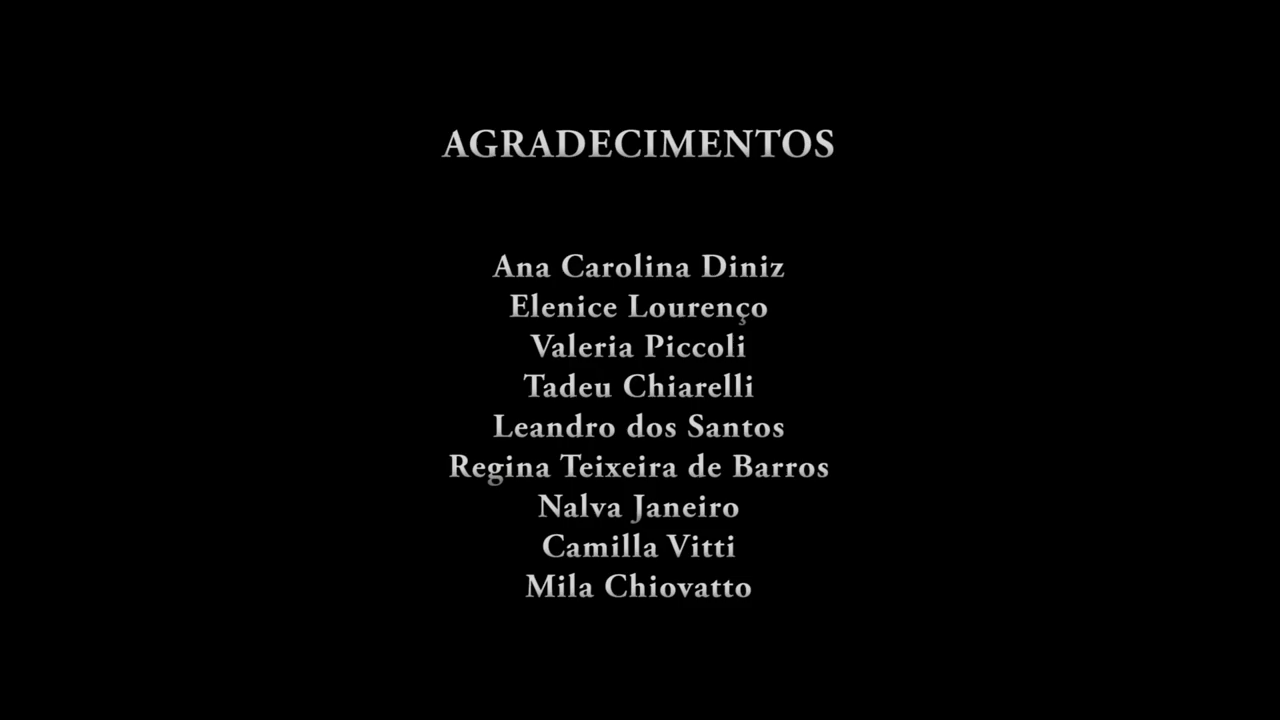 AGRADECIMENTOS
Ana Carolina Diniz
Elenice Lourenço
Valeria Piccoli
Tadeu Chiarelli
Leandro dos Santos
Regina Teixeira de Barros
Nalva Janeiro
Camilla Vitti
Mila Chiovatto